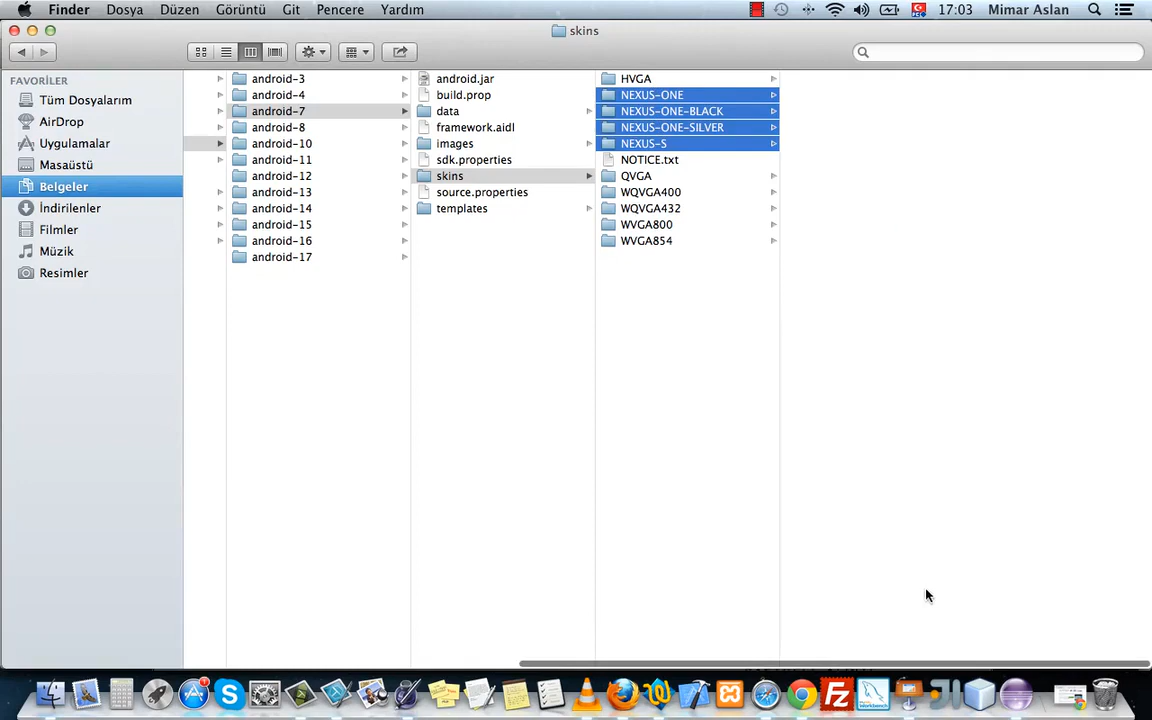 Finder Dosya Düzen Görüntü Git Pencere Yardım 17:03 Mimar Aslan
skins
FAVORİLER
Tüm Dosyalarım
AirDrop
Uygulamalar
Masaüstü
Belgeler
İndirilenler
Filmler
Müzik
Resimler
android-3
android-4
android-7
android-8
android-10
android-11
android-12
android-13
android-14
android-15
android-16
android-17
android.jar
build.prop
data
framework.aidl
images
sdk.properties
skins
source.properties
templates
HVGA
NEXUS-ONE
NEXUS-ONE-BLACK
NEXUS-ONE-SILVER
NEXUS-S
NOTICE.txt
QVGA
WQVGA400
WQVGA432
WVGA800
WVGA854